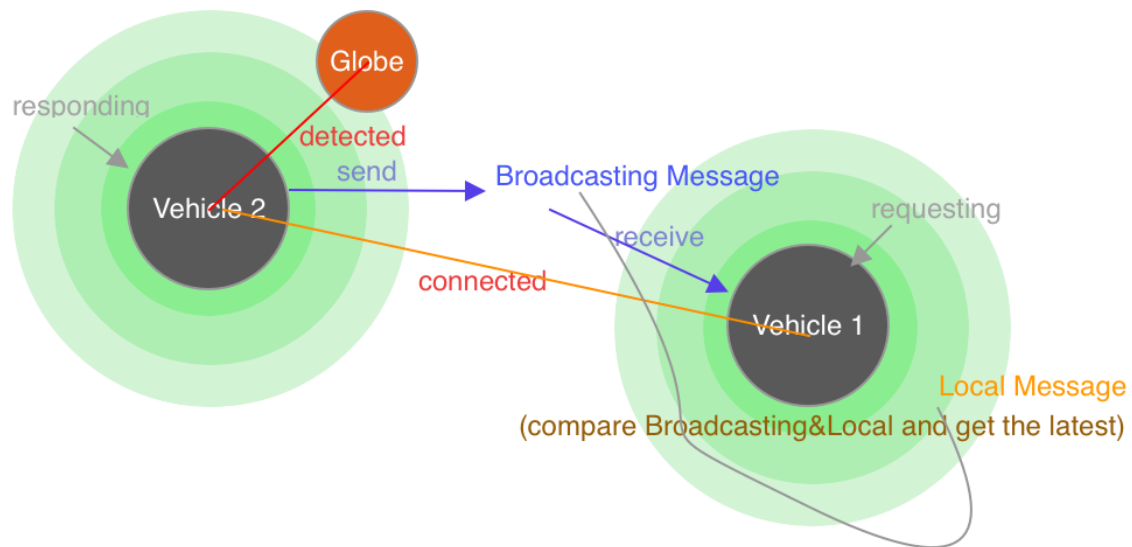 Globe
responding
detected
send
Broadcasting Message
Vehicle 2
requesting
receive
connected
Vehicle 1
Local Message
(compare Broadcasting&Local and get the latest)